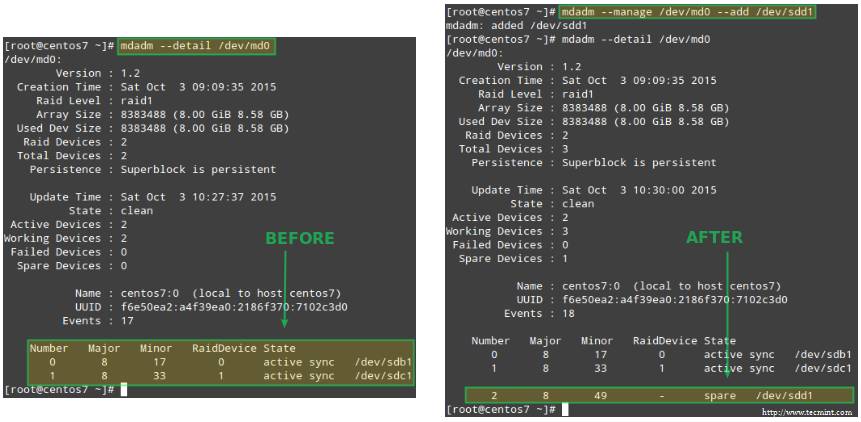 [root@centos7 ~]# mdadm --detail /dev/md0
/dev/md0:
Version : 1.2
Creation Time : Sat Oct  3 09:09:35 2015
Raid Level : raid1
Array Size : 8383488 (8.00 GiB 8.58 GB)
Used Dev Size : 8383488 (8.00 GiB 8.58 GB)
Raid Devices : 2
Total Devices : 2
Persistence : Superblock is persistent
Update Time : Sat Oct  3 10:27:37 2015
State : clean
Active Devices : 2
Working Devices : 2
Failed Devices : 0
Spare Devices : 0
BEFORE
Name : centos7:0  (local to host centos7)
UUID : f6e50ea2:a4f39ea0:2186f370:7102c3d0
Events : 17
Number   Major   Minor   RaidDevice State
0       8       17        0      active sync   /dev/sdb1
1       8       33        1      active sync   /dev/sdc1
[root@centos7 ~]#
[root@centos7 ~]# mdadm --manage /dev/md0 --add /dev/sdd1
mdadm: added /dev/sdd1
[root@centos7 ~]# mdadm --detail /dev/md0
/dev/md0:
Version : 1.2
Creation Time : Sat Oct  3 09:09:35 2015
Raid Level : raid1
Array Size : 8383488 (8.00 GiB 8.58 GB)
Used Dev Size : 8383488 (8.00 GiB 8.58 GB)
Raid Devices : 2
Total Devices : 3
Persistence : Superblock is persistent
Update Time : Sat Oct  3 10:30:00 2015
State : clean
Active Devices : 2
Working Devices : 3
Failed Devices : 0
Spare Devices : 1
AFTER
Name : centos7:0  (local to host centos7)
UUID : f6e50ea2:a4f39ea0:2186f370:7102c3d0
Events : 18
Number   Major   Minor   RaidDevice State
0       8       17        0      active sync   /dev/sdb1
1       8       33        1      active sync   /dev/sdc1
2       8       49        -      spare   /dev/sdd1
[root@centos7 ~]#
http://www.tecmint.com